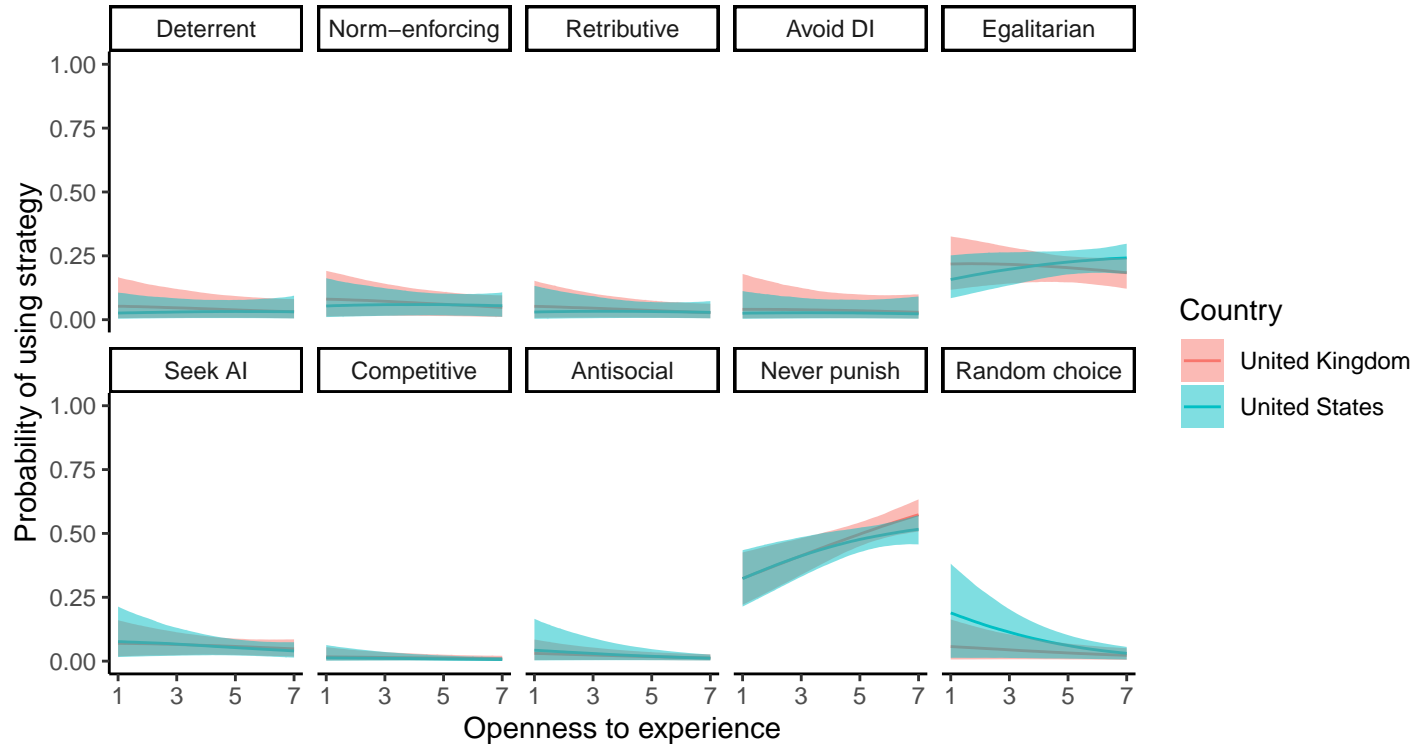 Deterrent Norm−enforcing Retributive Avoid DI Egalitarian
1.00
0.75
0.50
0.25
0.00
Seek AI Competitive Antisocial Never punish Random choice
1.00
0.75
0.50
0.25
0.00
1 3 5 7 1 3 5 7 1 3 5 7 1 3 5 7 1 3 5 7
Openness to experience
Probability of using strategy
Country
United Kingdom
United States